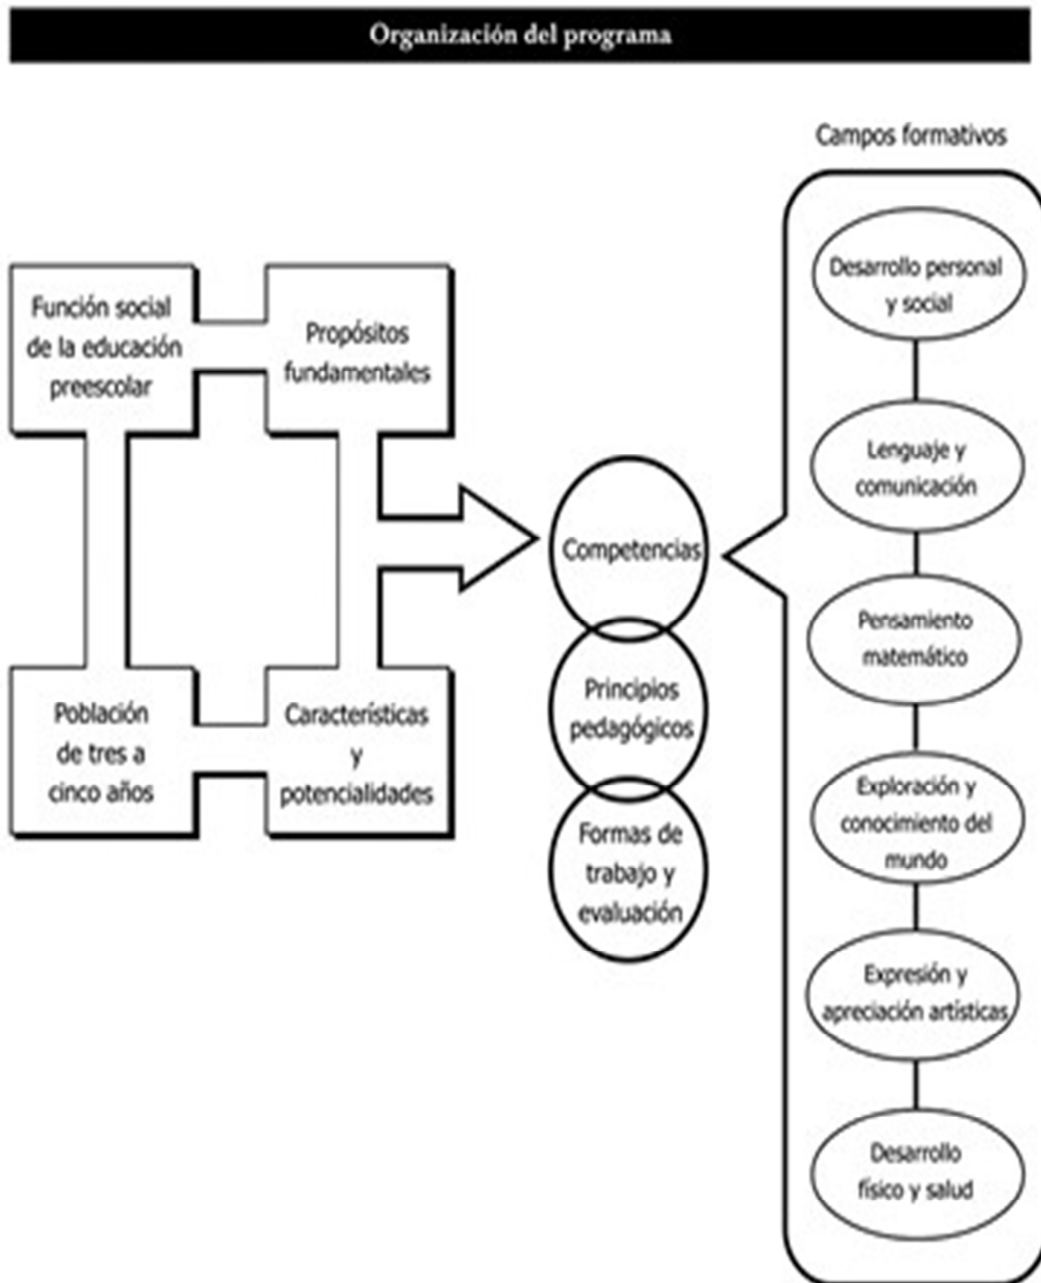 Organización del programa
Campos formativos
Función social
de la educación
preescolar
Propósitos
fundamentales
Población
de tres a
cinco años
Características
y
potencialidades
Competencias
Principios
pedagógicos
Formas de
trabajo y
evaluación
Desarrollo personal
y social
Lenguaje y
comunicación
Pensamiento
matemático
Exploración y
conocimiento del
mundo
Expresión y
apreciación artísticas
Desarrollo
físico y salud